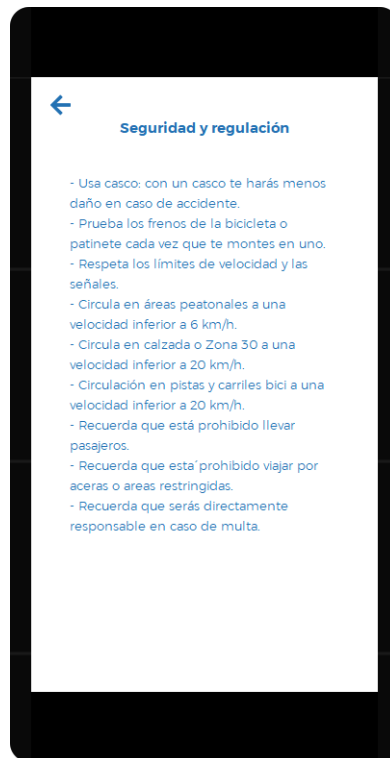 Seguridad y regulación
- Usa casco: con un casco te harás menos
daño en caso de accidente.
- Prueba los frenos de la bicicleta o
patinete cada vez que te montes en uno.
- Respeta los límites de velocidad y las
señales.
- Circula en áreas peatonales a una
velocidad inferior a 6 km/h.
- Circula en calzada o Zona 30 a una
velocidad inferior a 20 km/h.
- Circulación en pistas y carriles bici a una
velocidad inferior a 20 km/h.
- Recuerda que está prohibido llevar
pasajeros.
- Recuerda que esta´prohibido viajar por
aceras o areas restringidas.
- Recuerda que serás directamente
responsable en caso de multa.